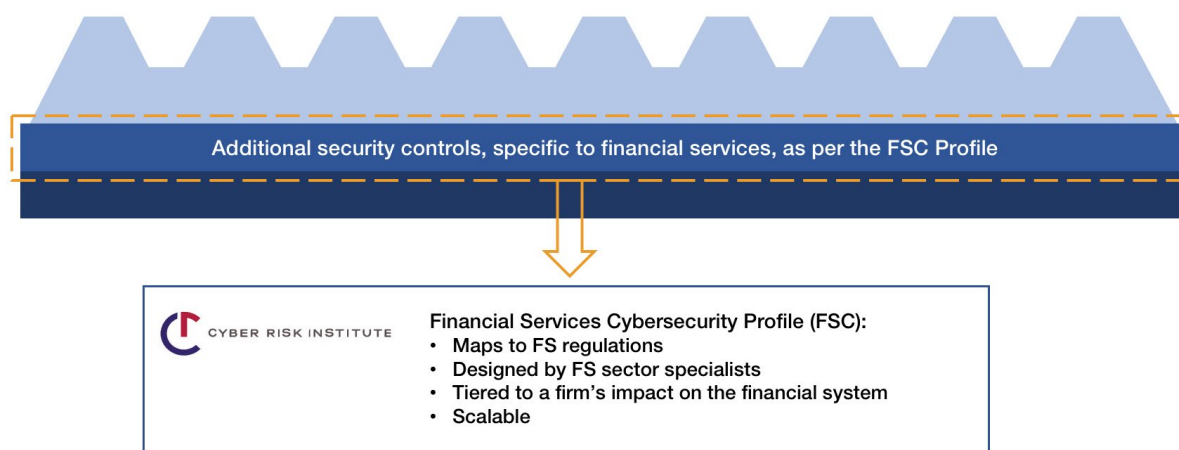 Additional security controls, specific to financial services, as per the FSC Profile
CYBER RISK INSTITUTE
Financial Services Cybersecurity Profile (FSC):
• Maps to FS regulations
• Designed by FS sector specialists
• Tiered to a firm's impact on the financial system
• Scalable